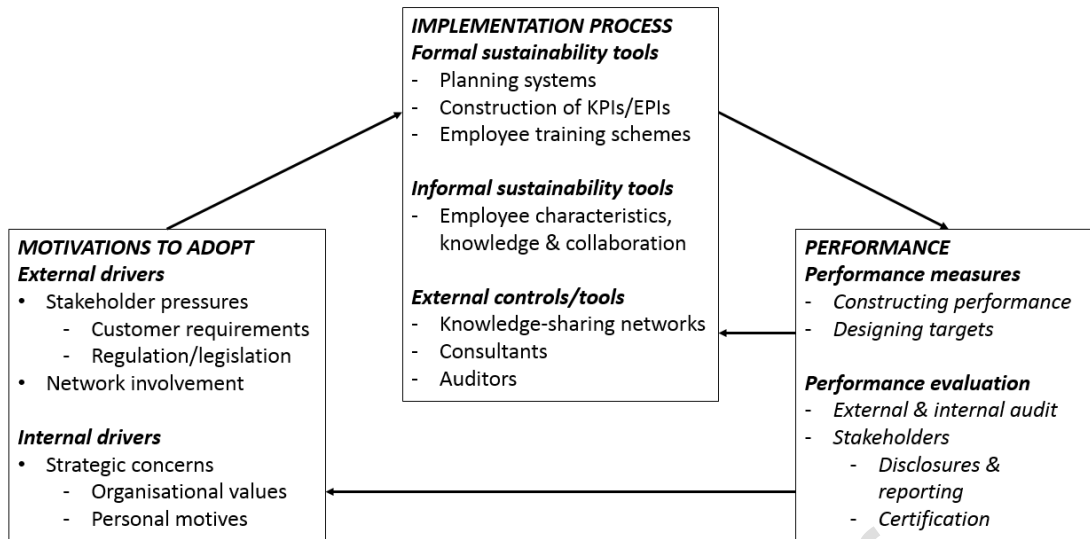 IMPLEMENTATION PROCESS
Formal sustainability tools
- Planning systems
- Construction of KPIs/EPIs
- Employee training schemes
Informal sustainability tools
- Employee characteristics,
knowledge & collaboration
External controls/tools
- Knowledge-sharing networks
- Consultants
- Auditors
MOTIVATIONS TO ADOPT
External drivers
• Stakeholder pressures
- Customer requirements
- Regulation/legislation
• Network involvement
Internal drivers
• Strategic concerns
- Organisational values
- Personal motives
PERFORMANCE
Performance measures
- Constructing performance
- Designing targets
Performance evaluation
- External & internal audit
- Stakeholders
- Disclosures &
reporting
- Certification